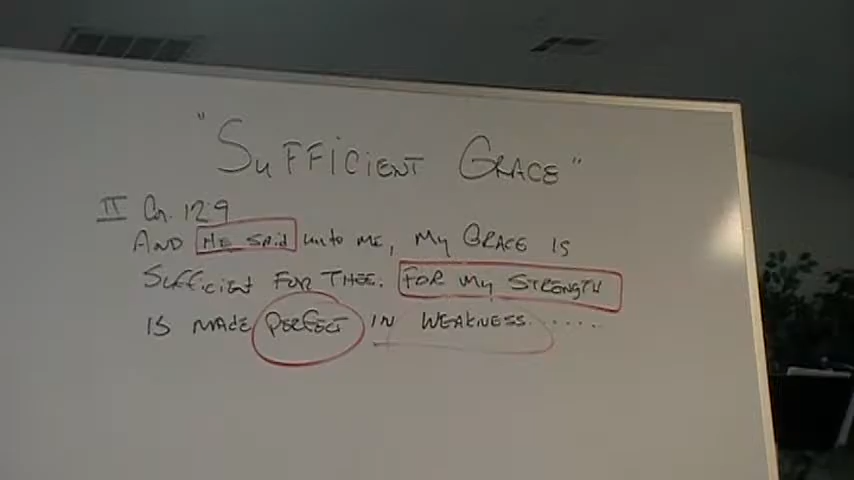 "SUFFICIENT GRACE"
II Cor. 12:9
AND HE SAID unto ME, My GRACE IS
SUFFICIENT FOR THEE. FOR My STRENGTH
IS MADE PERFECT IN WEAKNESS.....